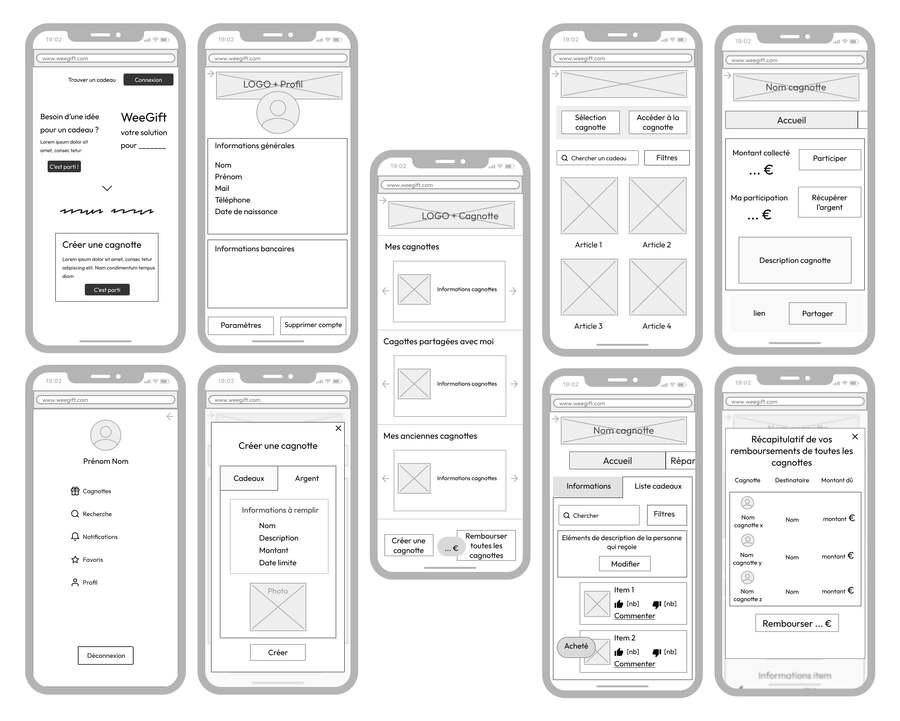 19:02
www.weegift.com
Trouver un cadeau
Connexion
Besoin d'une idée
pour un cadeau ?
Lorem ipsum dolor sit
amet, consec tetur
C'est parti !
WeeGift
votre solution
pour _______
Créer une cagnotte
Lorem ipsum dolor sit amet, consec tetur
adipiscing elit. Nam condimentum tempus
diam
C'est parti
19:02
www.weegift.com
LOGO + Profil
Informations générales
Nom
Prénom
Mail
Téléphone
Date de naissance
Informations bancaires
Paramètres
Supprimer compte
19:02
www.weegift.com
Prénom Nom
Cagnottes
Recherche
Notifications
Favoris
Profil
Déconnexion
19:02
www.weegift.com
Créer une cagnotte
Cadeaux
Argent
Informations à remplir
Nom
Description
Montant
Date limite
Photo
Créer
19:02
www.weegift.com
LOGO + Cagnotte
Mes cagnottes
Informations cagnottes
Cagottes partagées avec moi
Informations cagnottes
Mes anciennes cagnottes
Informations cagnottes
Créer une
cagnotte
... €
Rembourser
toutes les
cagnottes
19:02
www.weegift.com
Sélection
cagnotte
Accéder à la
cagnotte
Chercher un cadeau
Filtres
Article 1
Article 2
Article 3
Article 4
19:02
www.weegift.com
Nom cagnotte
Accueil
Montant collecté
... €
Participer
Ma participation
... €
Récupérer
l'argent
Description cagnotte
lien
Partager
19:02
www.weegift.com
Nom cagnotte
Accueil
Répar
Informations
Liste cadeaux
Chercher
Filtres
Eléments de description de la personne
qui reçoie
Modifier
Item 1
[nb]
[nb]
Commenter
Acheté
Item 2
[nb]
[nb]
Commenter
19:02
www.weegift.com
Récapitulatif de vos
remboursements de toutes les
cagnottes
Cagnotte
Destinataire
Montant dû
Nom
cagnotte x
Nom
montant €
Nom
cagnotte y
Nom
montant €
Nom
cagnotte z
Nom
montant €
Rembourser ... €
Informations item